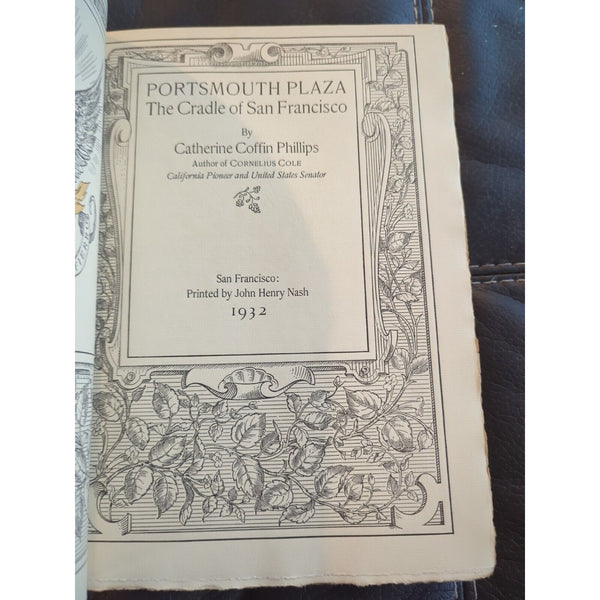 PORTSMOUTH PLAZA
The Cradle of San Francisco
By
Catherine Coffin Phillips
Author of CORNELIUS COLE
California Pioneer and United States Senator
San Francisco:
Printed by John Henry Nash
1932